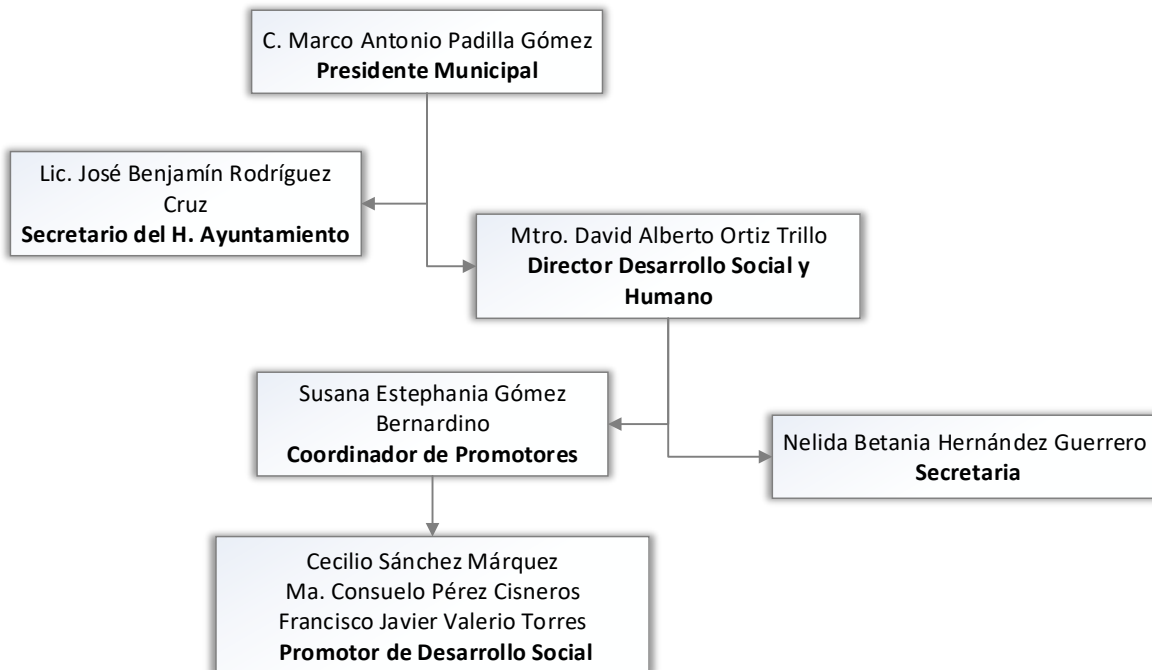 C. Marco Antonio Padilla Gómez
Presidente Municipal
Lic. José Benjamín Rodríguez
Cruz
Secretario del H. Ayuntamiento
Mtro. David Alberto Ortiz Trillo
Director Desarrollo Social y
Humano
Susana Estephania Gómez
Bernardino
Coordinador de Promotores
Nelida Betania Hernández Guerrero
Secretaria
Cecilio Sánchez Márquez
Ma. Consuelo Pérez Cisneros
Francisco Javier Valerio Torres
Promotor de Desarrollo Social